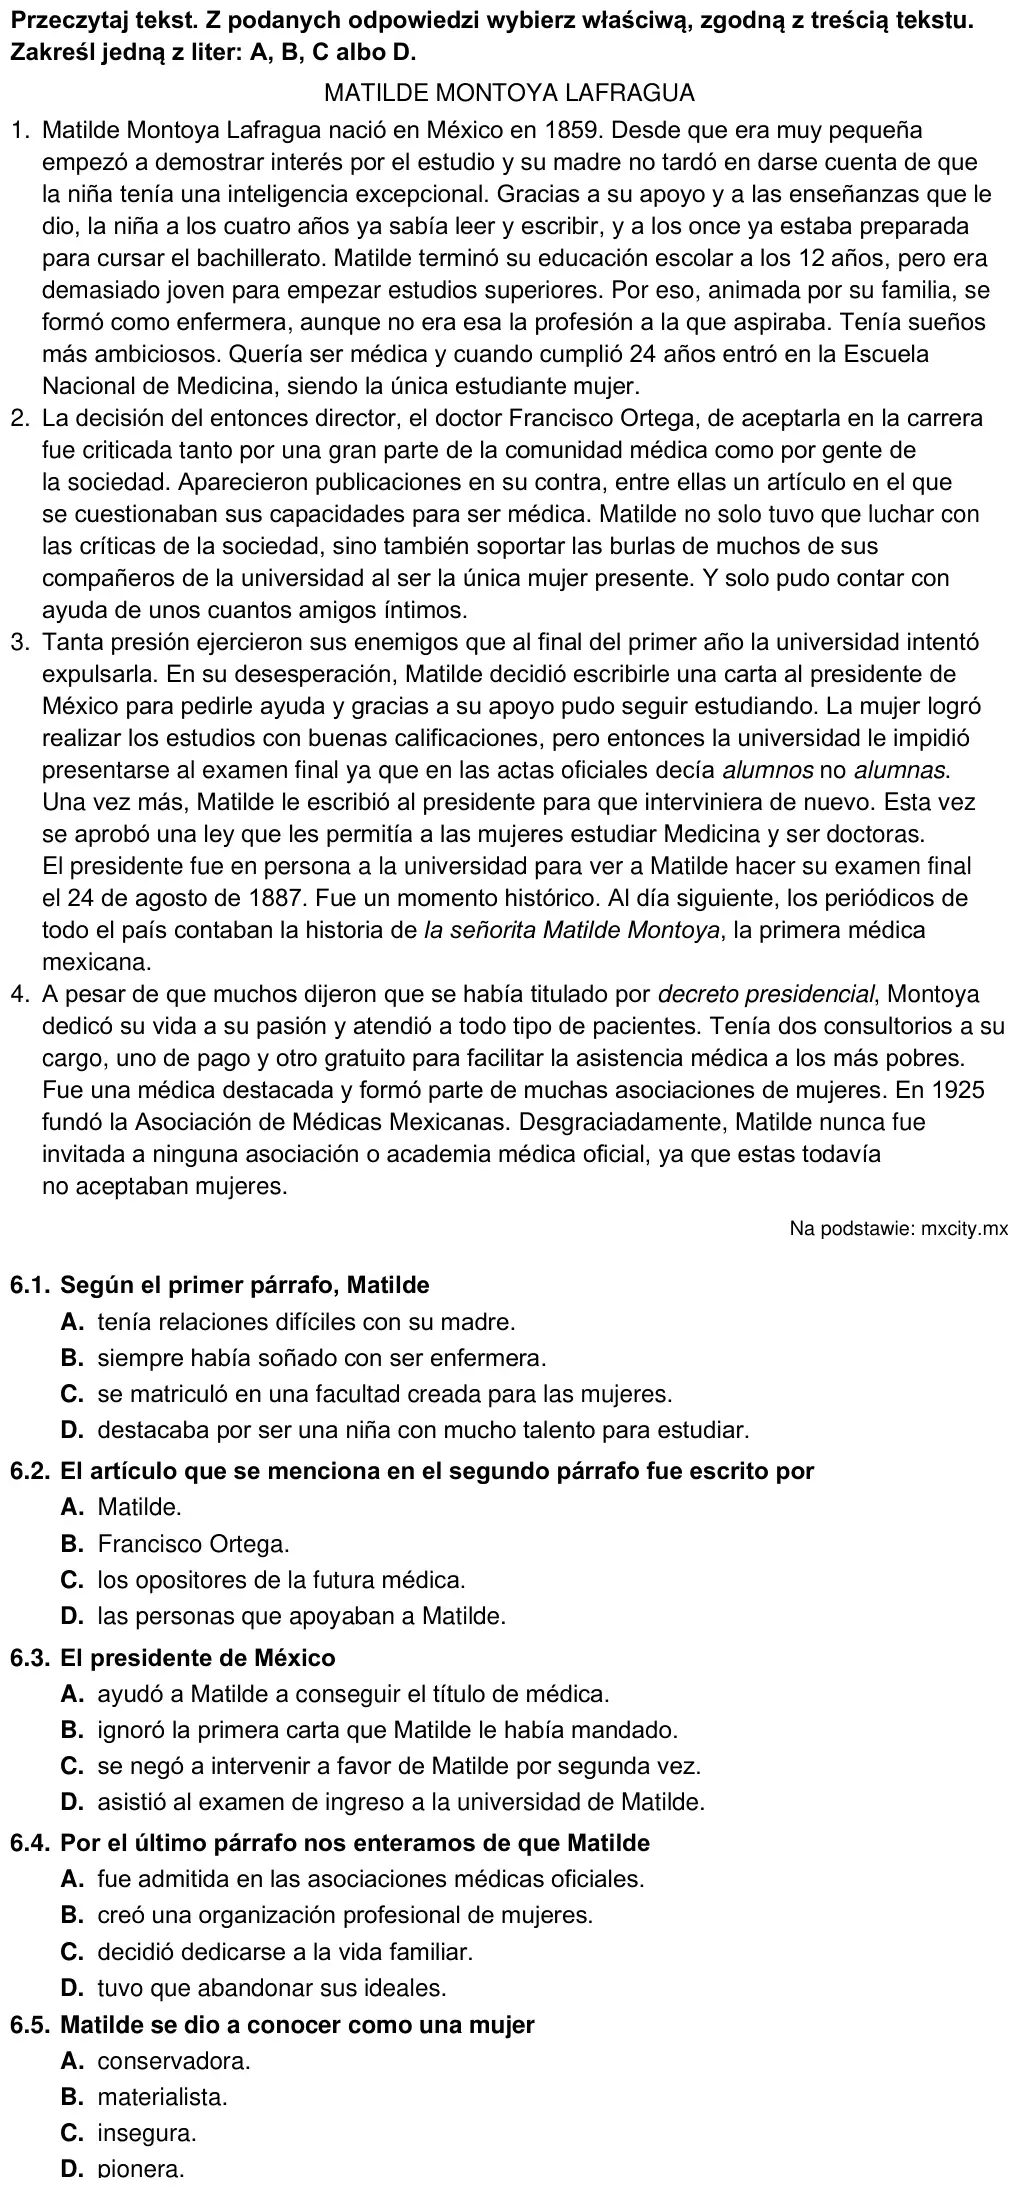 Przeczytaj tekst. Z podanych odpowiedzi wybierz właściwą, zgodną z treścią tekstu.
Zakreśl jedną z liter: A, B, C albo D.
MATILDE MONTOYA LAFRAGUA
1. Matilde Montoya Lafragua nació en México en 1859. Desde que era muy pequeña
empezó a demostrar interés por el estudio y su madre no tardó en darse cuenta de que
la niña tenía una inteligencia excepcional. Gracias a su apoyo y a las enseñanzas que le
dio, la niña a los cuatro años ya sabía leer y escribir, y a los once ya estaba preparada
para cursar el bachillerato. Matilde terminó su educación escolar a los 12 años, pero era
demasiado joven para empezar estudios superiores. Por eso, animada por su familia, se
formó como enfermera, aunque no era esa la profesión a la que aspiraba. Tenía sueños
más ambiciosos. Quería ser médica y cuando cumplió 24 años entró en la Escuela
Nacional de Medicina, siendo la única estudiante mujer.
2. La decisión del entonces director, el doctor Francisco Ortega, de aceptarla en la carrera
fue criticada tanto por una gran parte de la comunidad médica como por gente de
la sociedad. Aparecieron publicaciones en su contra, entre ellas un artículo en el que
se cuestionaban sus capacidades para ser médica. Matilde no solo tuvo que luchar con
las críticas de la sociedad, sino también soportar las burlas de muchos de sus
compañeros de la universidad al ser la única mujer presente. Y solo pudo contar con
ayuda de unos cuantos amigos íntimos.
3. Tanta presión ejercieron sus enemigos que al final del primer año la universidad intentó
expulsarla. En su desesperación, Matilde decidió escribirle una carta al presidente de
México para pedirle ayuda y gracias a su apoyo pudo seguir estudiando. La mujer logró
realizar los estudios con buenas calificaciones, pero entonces la universidad le impidió
presentarse al examen final ya que en las actas oficiales decía alumnos no alumnas.
Una vez más, Matilde le escribió al presidente para que interviniera de nuevo. Esta vez
se aprobó una ley que les permitía a las mujeres estudiar Medicina y ser doctoras.
El presidente fue en persona a la universidad para ver a Matilde hacer su examen final
el 24 de agosto de 1887. Fue un momento histórico. Al día siguiente, los periódicos de
todo el país contaban la historia de la señorita Matilde Montoya, la primera médica
mexicana.
4. A pesar de que muchos dijeron que se había titulado por decreto presidencial, Montoya
dedicó su vida a su pasión y atendió a todo tipo de pacientes. Tenía dos consultorios a su
cargo, uno de pago y otro gratuito para facilitar la asistencia médica a los más pobres.
Fue una médica destacada y formó parte de muchas asociaciones de mujeres. En 1925
fundó la Asociación de Médicas Mexicanas. Desgraciadamente, Matilde nunca fue
invitada a ninguna asociación o academia médica oficial, ya que estas todavía
no aceptaban mujeres.
Na podstawie: mxcity.mx
6.1. Según el primer párrafo, Matilde
A. tenía relaciones difíciles con su madre.
B. siempre había soñado con ser enfermera.
C. se matriculó en una facultad creada para las mujeres.
D. destacaba por ser una niña con mucho talento para estudiar.
6.2. El artículo que se menciona en el segundo párrafo fue escrito por
A. Matilde.
B. Francisco Ortega.
C. los opositores de la futura médica.
D. las personas que apoyaban a Matilde.
6.3. El presidente de México
A. ayudó a Matilde a conseguir el título de médica.
B. ignoró la primera carta que Matilde le había mandado.
C. se negó a intervenir a favor de Matilde por segunda vez.
D. asistió al examen de ingreso a la universidad de Matilde.
6.4. Por el último párrafo nos enteramos de que Matilde
A. fue admitida en las asociaciones médicas oficiales.
B. creó una organización profesional de mujeres.
C. decidió dedicarse a la vida familiar.
D. tuvo que abandonar sus ideales.
6.5. Matilde se dio a conocer como una mujer
A. conservadora.
B. materialista.
C. insegura.
D. pionera.